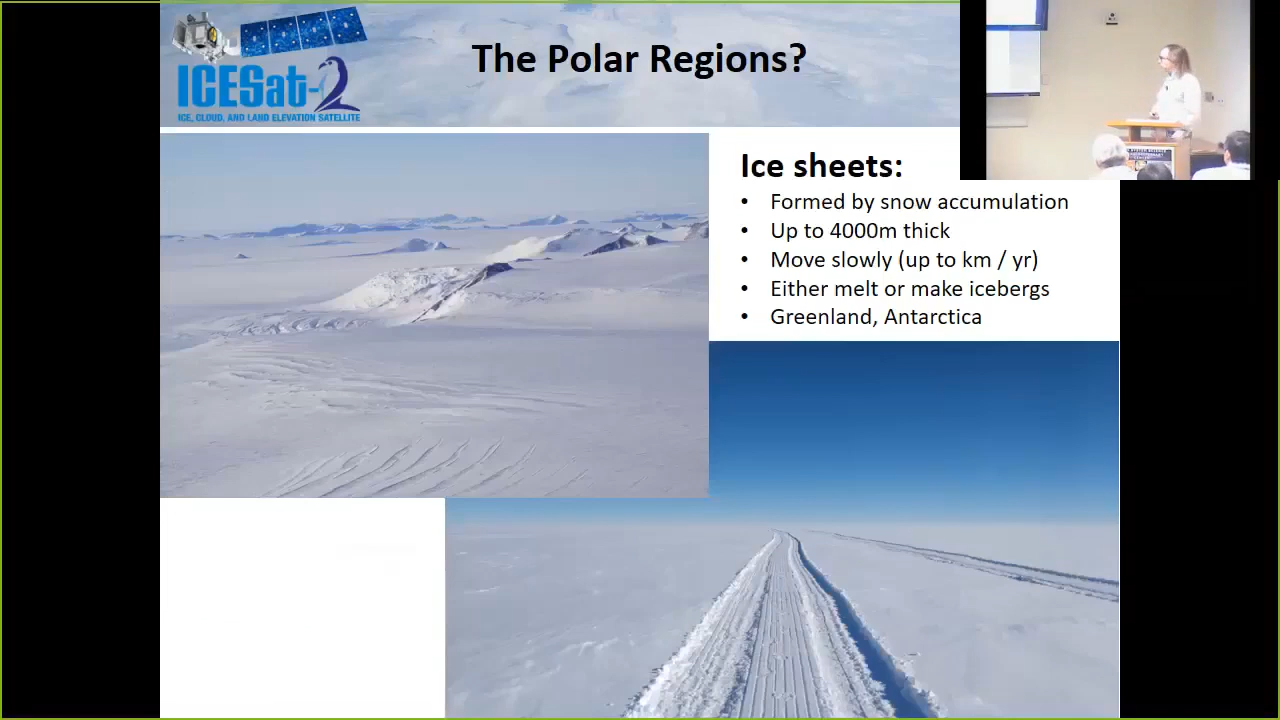 ICESat-2
ICE, CLOUD, AND LAND ELEVATION SATELLITE
The Polar Regions?
Ice sheets:
• Formed by snow accumulation
• Up to 4000m thick
• Move slowly (up to km / yr)
• Either melt or make icebergs
• Greenland, Antarctica